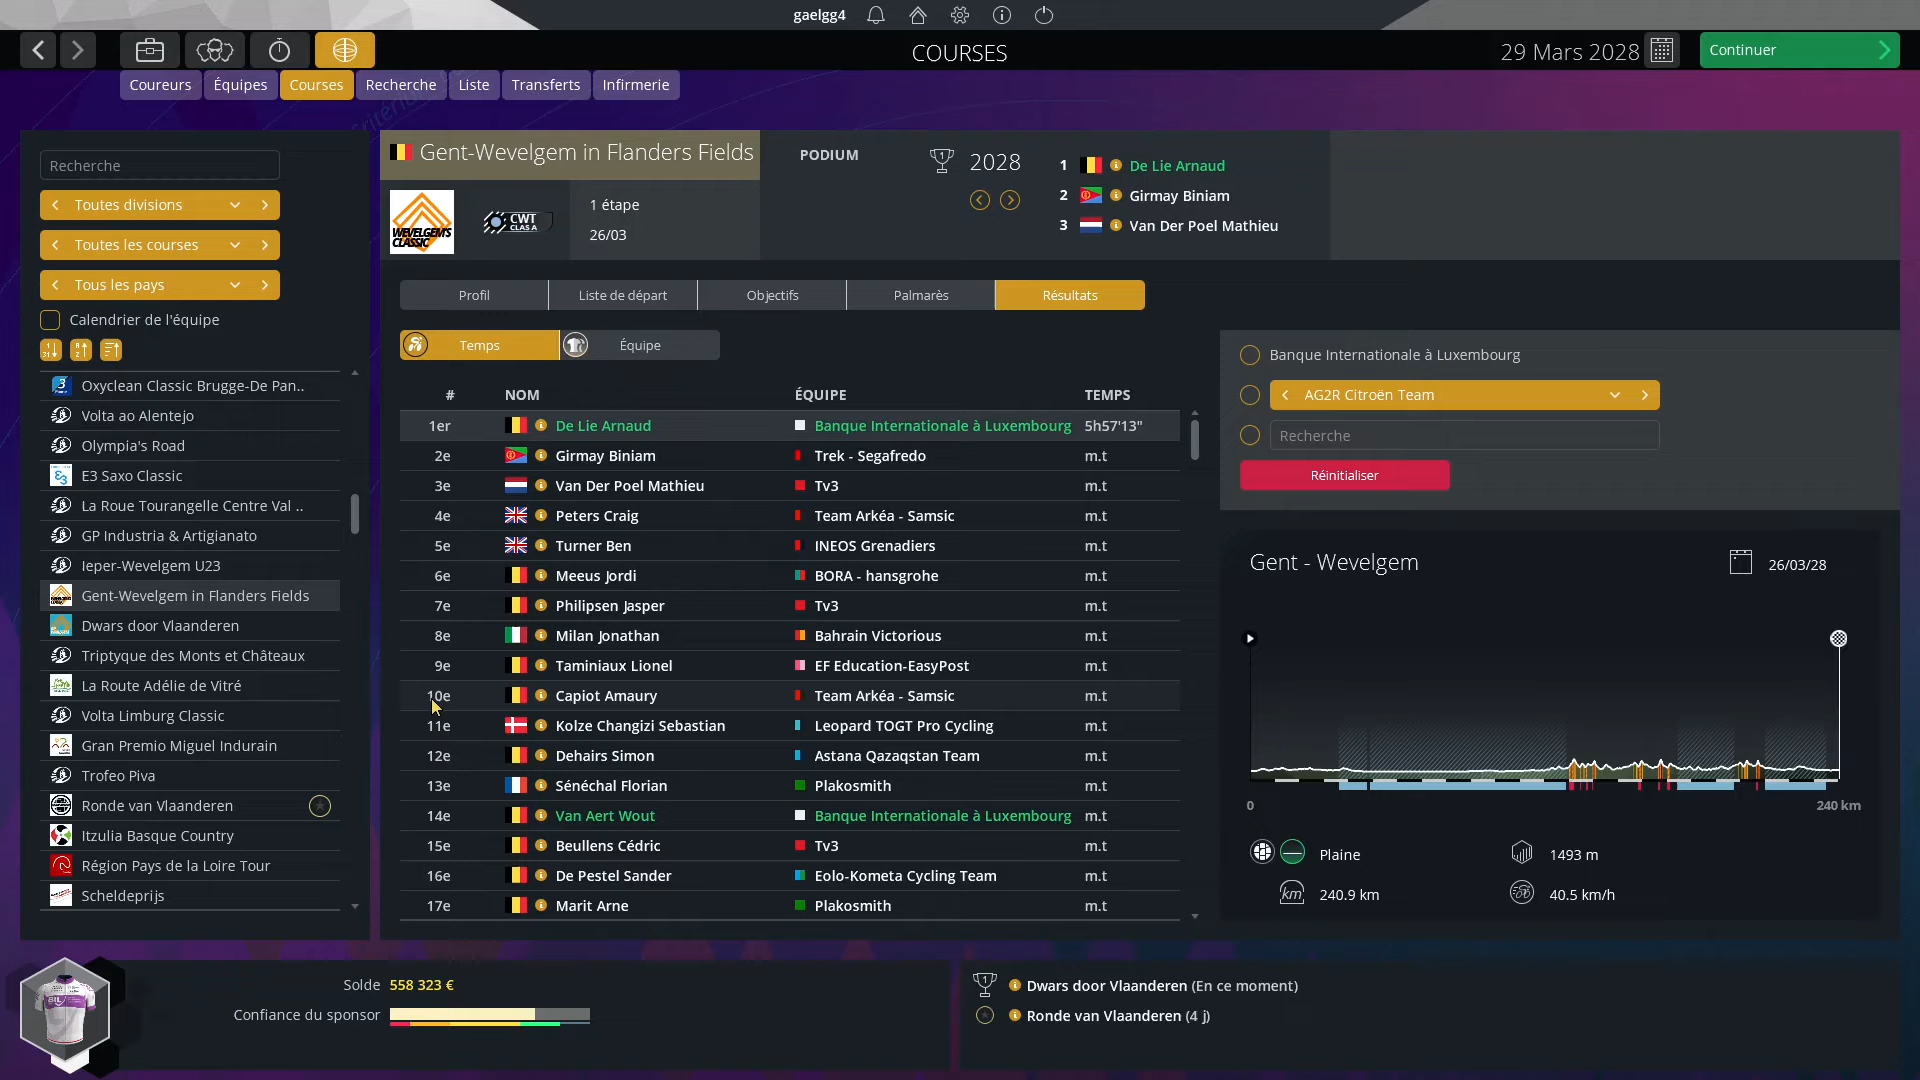 gaelgg4
COURSES
29 Mars 2028
Continuer
Coureurs
Équipes
Courses
Recherche
Liste
Transferts
Infirmerie
Recherche
Toutes divisions
Toutes les courses
Tous les pays
Calendrier de l'équipe
Oxyclean Classic Brugge-De Pan..
Volta ao Alentejo
Olympia's Road
E3 Saxo Classic
La Roue Tourangelle Centre Val ..
GP Industria & Artigianato
Ieper-Wevelgem U23
Gent-Wevelgem in Flanders Fields
Dwars door Vlaanderen
Triptyque des Monts et Châteaux
La Route Adélie de Vitré
Volta Limburg Classic
Gran Premio Miguel Indurain
Trofeo Piva
Ronde van Vlaanderen
Itzulia Basque Country
Région Pays de la Loire Tour
Scheldeprijs
Gent-Wevelgem in Flanders Fields
WEVELGEM'S
CLASSIC
CWT
CLAS A
1 étape
26/03
PODIUM
2028
1 De Lie Arnaud
2 Girmay Biniam
3 Van Der Poel Mathieu
Profil
Liste de départ
Objectifs
Palmarès
Résultats
Temps
Équipe
# NOM ÉQUIPE TEMPS
1er De Lie Arnaud Banque Internationale à Luxembourg 5h57'13"
2e Girmay Biniam Trek - Segafredo m.t
3e Van Der Poel Mathieu Tv3 m.t
4e Peters Craig Team Arkéa - Samsic m.t
5e Turner Ben INEOS Grenadiers m.t
6e Meeus Jordi BORA - hansgrohe m.t
7e Philipsen Jasper Tv3 m.t
8e Milan Jonathan Bahrain Victorious m.t
9e Taminiaux Lionel EF Education-EasyPost m.t
10e Capiot Amaury Team Arkéa - Samsic m.t
11e Kolze Changizi Sebastian Leopard TOGT Pro Cycling m.t
12e Dehairs Simon Astana Qazaqstan Team m.t
13e Sénéchal Florian Plakosmith m.t
14e Van Aert Wout Banque Internationale à Luxembourg m.t
15e Beullens Cédric Tv3 m.t
16e De Pestel Sander Eolo-Kometa Cycling Team m.t
17e Marit Arne Plakosmith m.t
Banque Internationale à Luxembourg
AG2R Citroën Team
Recherche
Réinitialiser
Gent - Wevelgem
26/03/28
0
240 km
Plaine
1493 m
km 240.9 km
40.5 km/h
Solde 558 323 €
Confiance du sponsor
BIL
Dwars door Vlaanderen (En ce moment)
Ronde van Vlaanderen (4 j)